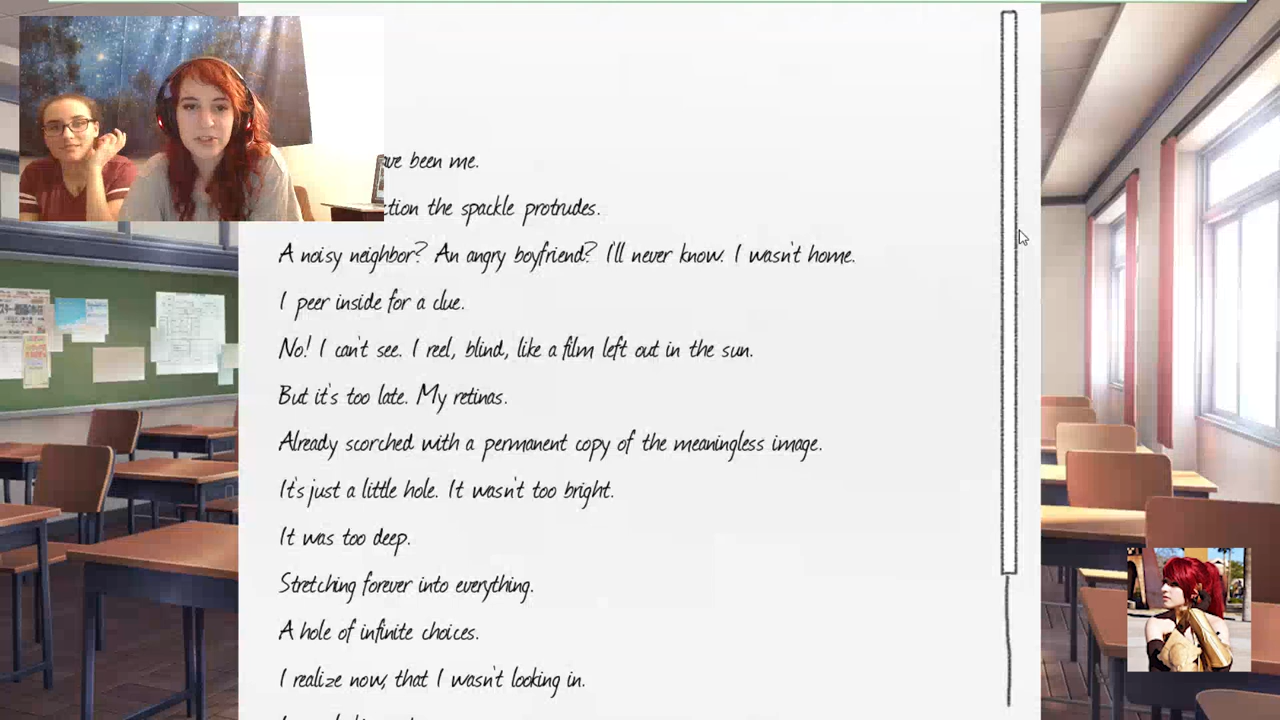 been me.
the spackle protrudes.
A noisy neighbor? An angry boyfriend? I'll never know. I wasn't home.
I peer inside for a clue.
No! I can't see. I reel, blind, like a film left out in the sun.
But it's too late. My retinas.
Already scorched with a permanent copy of the meaningless image.
It's just a little hole. It wasn't too bright.
It was too deep.
Stretching forever into everything.
A hole of infinite choices.
I realize now, that I wasn't looking in.